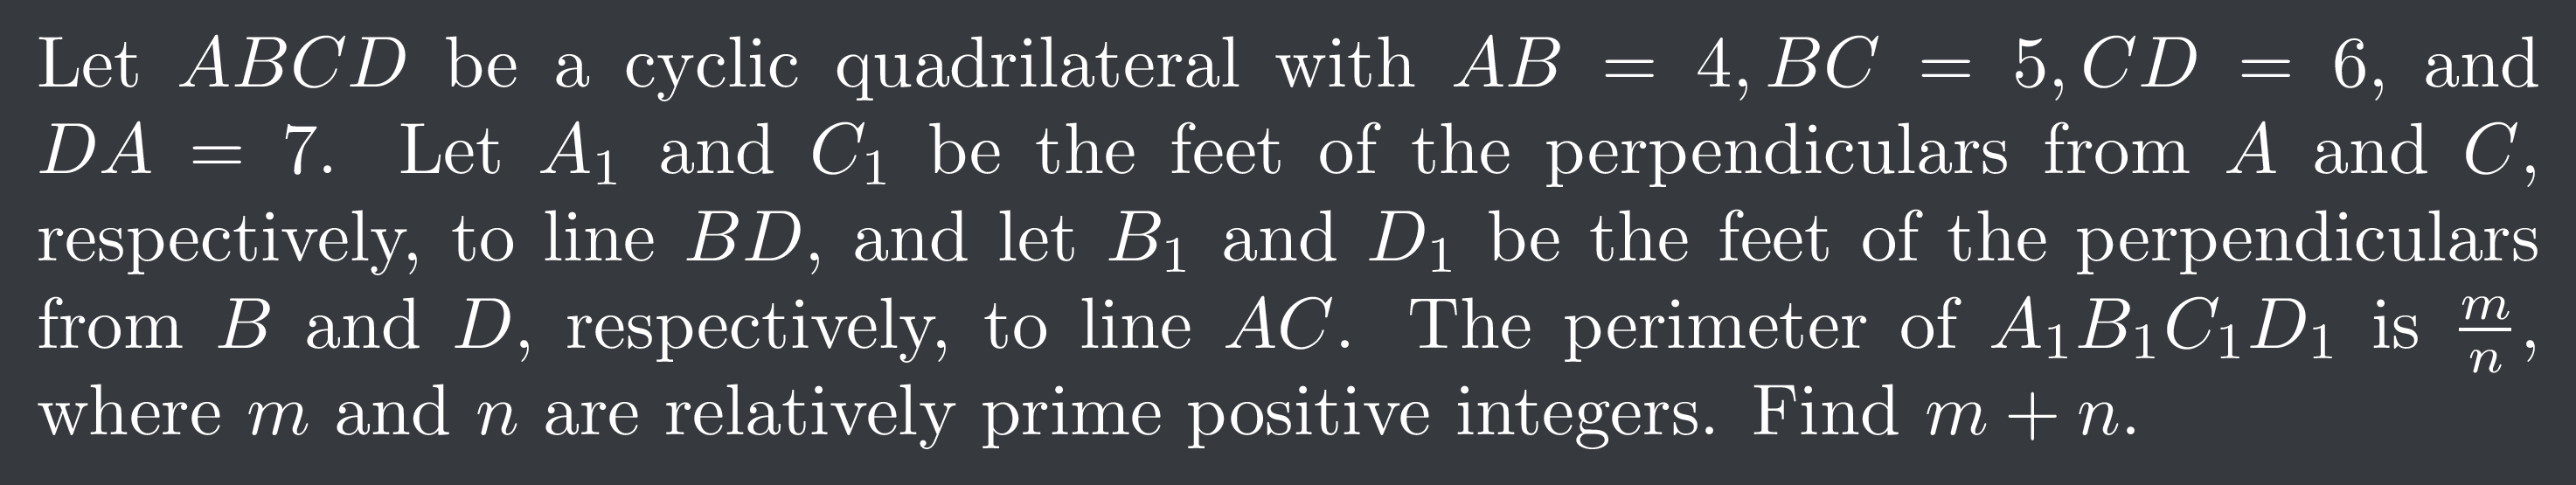 Let ABCD be a cyclic quadrilateral with AB = 4, BC = 5, CD = 6, and
DA = 7. Let A₁ and C₁ be the feet of the perpendiculars from A and C,
respectively, to line BD, and let B₁ and D₁ be the feet of the perpendiculars
from B and D, respectively, to line AC. The perimeter of A₁B₁C₁D₁ is m/n,
where m and n are relatively prime positive integers. Find m + n.